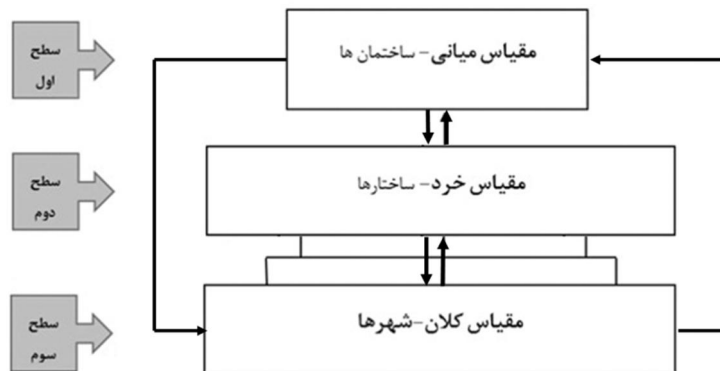 سطح
اول
مقیاس میانی- ساختمان ها
سطح
دوم
مقیاس خرد- ساختارها
سطح
سوم
مقیاس کلان-شهرها